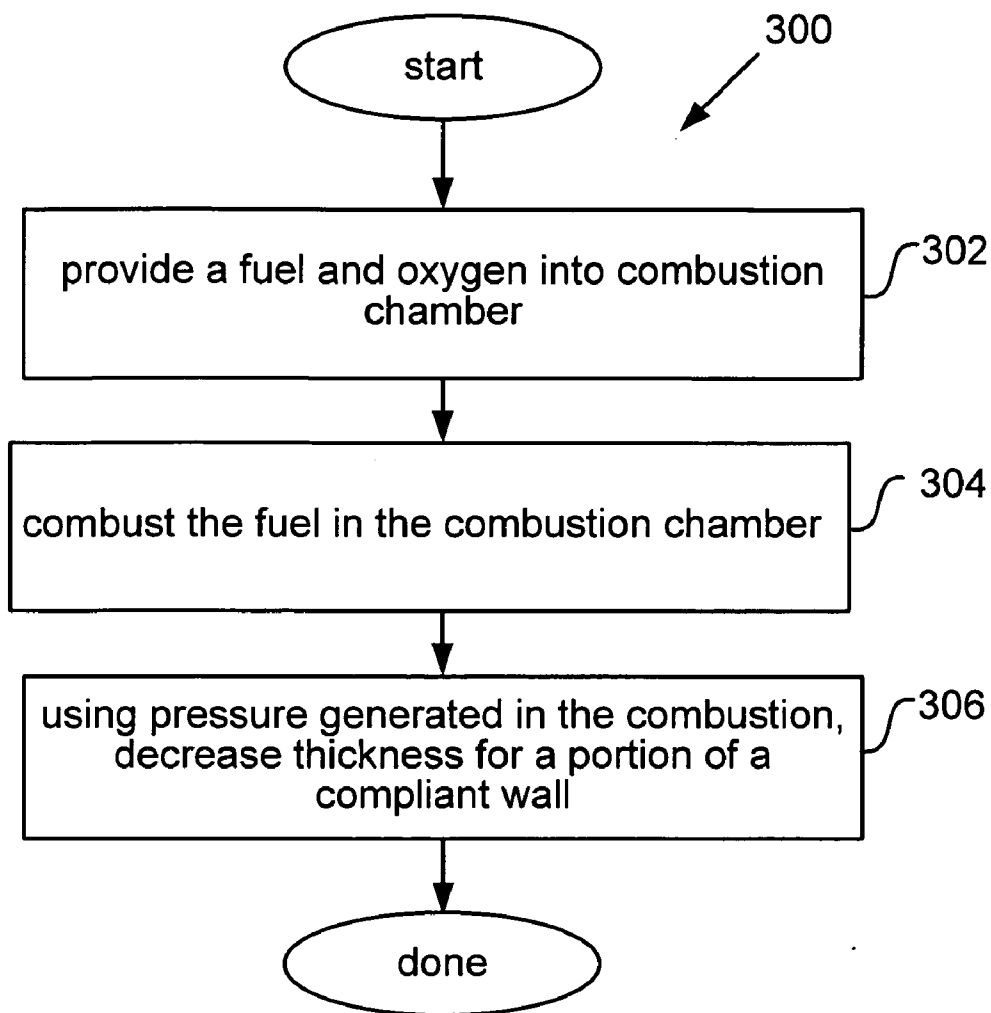 300
start
provide a fuel and oxygen into combustion
chamber
302
combust the fuel in the combustion chamber
304
using pressure generated in the combustion,
decrease thickness for a portion of a
compliant wall
306
done